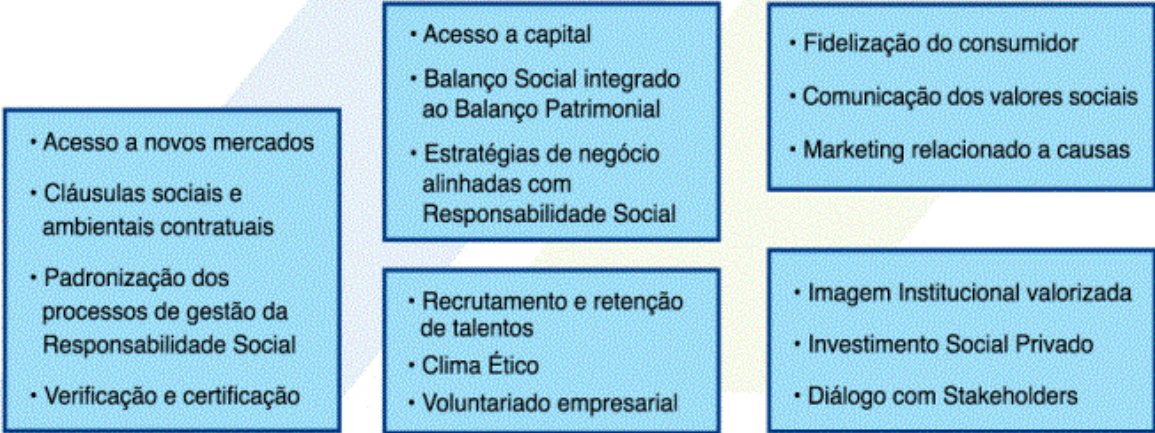 • Acesso a novos mercados
• Cláusulas sociais e
ambientais contratuais
• Padronização dos
processos de gestão da
Responsabilidade Social
• Verificação e certificação
• Acesso a capital
• Balanço Social integrado
ao Balanço Patrimonial
• Estratégias de negócio
alinhadas com
Responsabilidade Social
• Recrutamento e retenção
de talentos
• Clima Ético
• Voluntariado empresarial
• Fidelização do consumidor
• Comunicação dos valores sociais
• Marketing relacionado a causas
• Imagem Institucional valorizada
• Investimento Social Privado
• Diálogo com Stakeholders